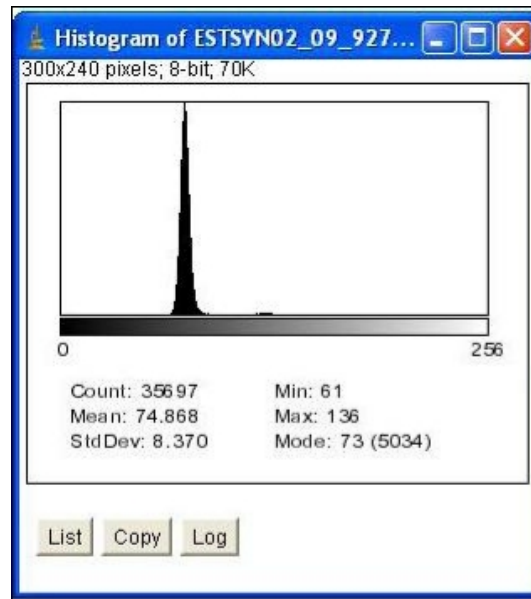 Histogram of ESTSYN02_09_927...
300x240 pixels; 8-bit; 70K
0 256
Count: 35697 Min: 61
Mean: 74.868 Max: 136
StdDev: 8.370 Mode: 73 (5034)
List Copy Log